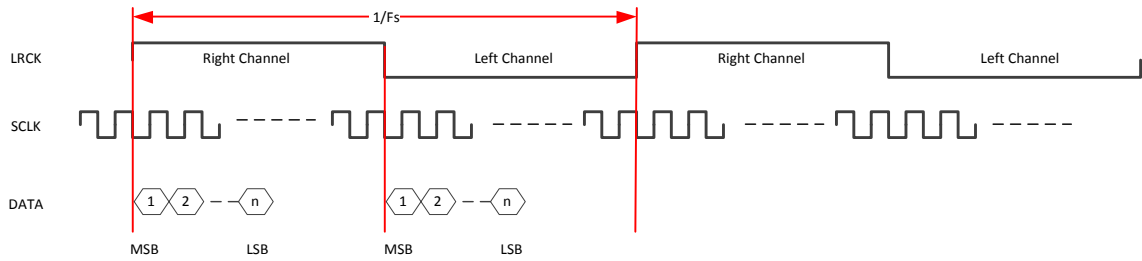 1/Fs
LRCK
Right Channel
Left Channel
Right Channel
Left Channel
SCLK
DATA
1
2
n
1
2
n
MSB
LSB
MSB
LSB